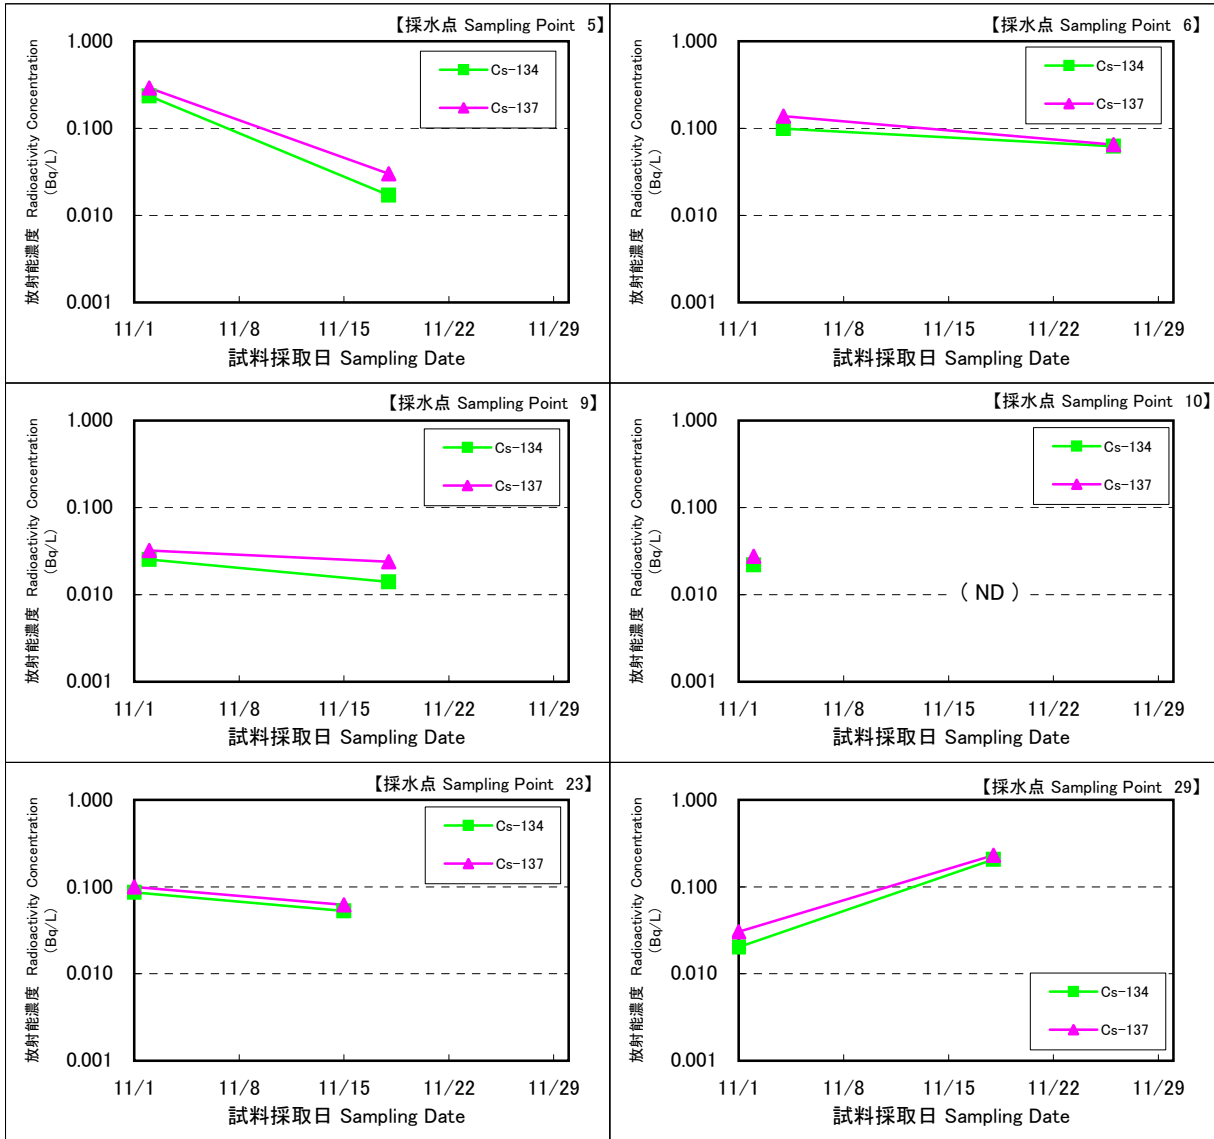 【採水点 Sampling Point 5】
放射能濃度 Radioactivity Concentration
(Bq/L)
1.000
0.100
0.010
0.001
Cs-134
Cs-137
11/1 11/8 11/15 11/22 11/29
試料採取日 Sampling Date
【採水点 Sampling Point 6】
放射能濃度 Radioactivity Concentration
(Bq/L)
1.000
0.100
0.010
0.001
Cs-134
Cs-137
11/1 11/8 11/15 11/22 11/29
試料採取日 Sampling Date
【採水点 Sampling Point 9】
放射能濃度 Radioactivity Concentration
(Bq/L)
1.000
0.100
0.010
0.001
Cs-134
Cs-137
11/1 11/8 11/15 11/22 11/29
試料採取日 Sampling Date
【採水点 Sampling Point 10】
放射能濃度 Radioactivity Concentration
(Bq/L)
1.000
0.100
0.010
0.001
Cs-134
Cs-137
( ND )
11/1 11/8 11/15 11/22 11/29
試料採取日 Sampling Date
【採水点 Sampling Point 23】
放射能濃度 Radioactivity Concentration
(Bq/L)
1.000
0.100
0.010
0.001
Cs-134
Cs-137
11/1 11/8 11/15 11/22 11/29
試料採取日 Sampling Date
【採水点 Sampling Point 29】
放射能濃度 Radioactivity Concentration
(Bq/L)
1.000
0.100
0.010
0.001
Cs-134
Cs-137
11/1 11/8 11/15 11/22 11/29
試料採取日 Sampling Date